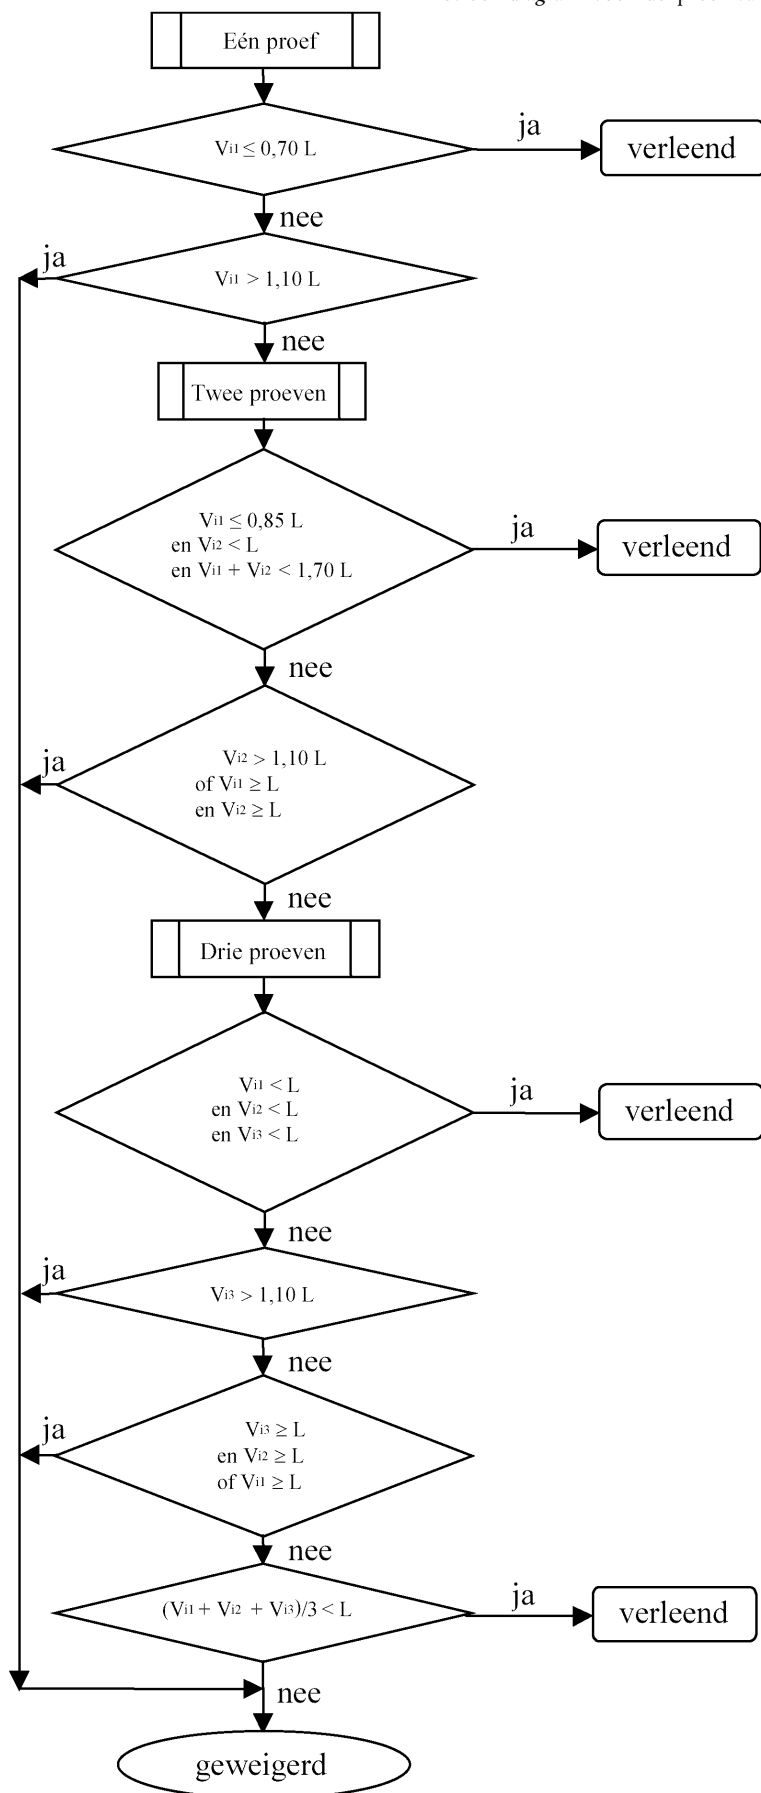 Eén proef
Vi1 ≤ 0,70 L
ja
verleend
nee
ja
Vi1 > 1,10 L
nee
Twee proeven
Vi1 ≤ 0,85 L
en Vi2 < L
en Vi1 + Vi2 < 1,70 L
ja
verleend
nee
ja
Vi2 > 1,10 L
of Vi1 ≥ L
en Vi2 ≥ L
nee
Drie proeven
Vi1 < L
en Vi2 < L
en Vi3 < L
ja
verleend
nee
ja
Vi3 > 1,10 L
nee
ja
Vi3 ≥ L
en Vi2 ≥ L
of Vi1 ≥ L
nee
(Vi1 + Vi2 + Vi3)/3 < L
ja
verleend
nee
geweigerd